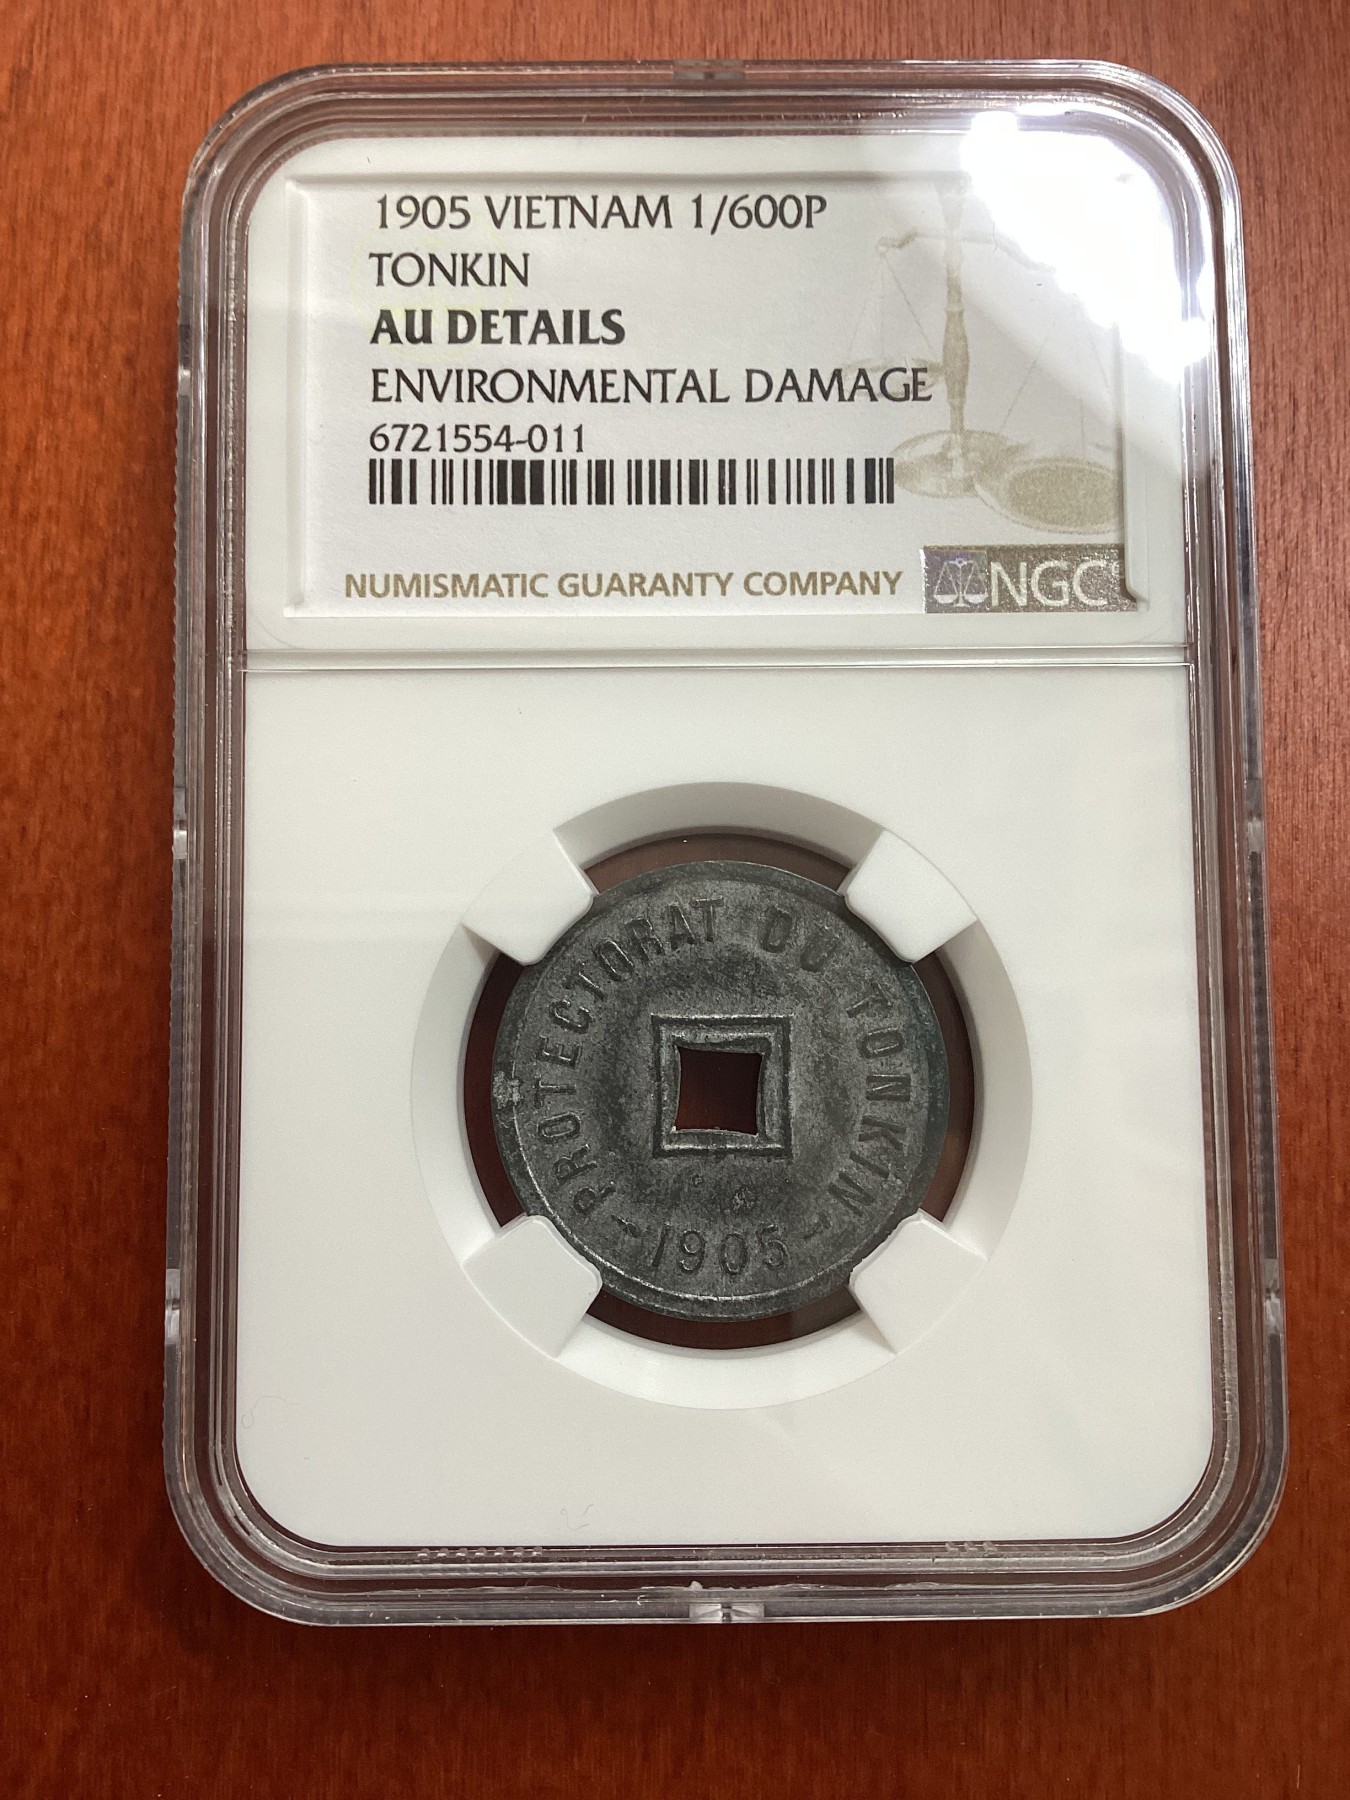 1905 VIETNAM 1/600P
TONKIN
AU DETAILS
ENVIRONMENTAL DAMAGE
6721554-011
NUMISMATIC GUARANTY COMPANY
NGC
PROTECTORAT DU TONKIN
- 1905 -